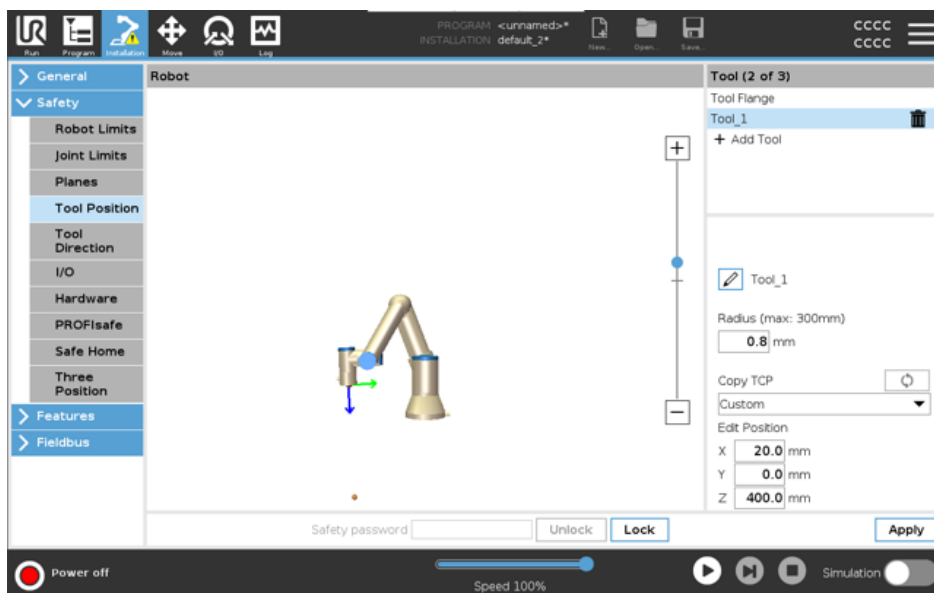 PROGRAM <unnamed>*
INSTALLATION default_2*
UR
Run
Program
Installation
Move
I/O
Log
New...
Open...
Save...
CCCC
CCCC
General
Safety
Robot Limits
Joint Limits
Planes
Tool Position
Tool
Direction
I/O
Hardware
PROFIsafe
Safe Home
Three
Position
Features
Fieldbus
Robot
+
−
Safety password
Unlock
Lock
Tool (2 of 3)
Tool Flange
Tool_1
+ Add Tool
Tool_1
Radius (max: 300mm)
0.8 mm
Copy TCP
Custom
Edit Position
X 20.0 mm
Y 0.0 mm
Z 400.0 mm
Apply
Power off
Speed 100%
Simulation